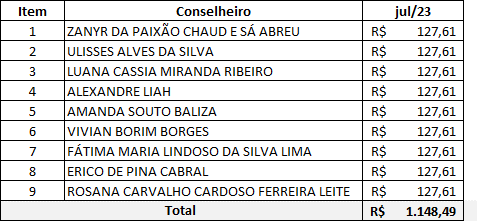 Item Conselheiro jul/23
1 ZANYR DA PAIXÃO CHAUD E SÁ ABREU R$ 127,61
2 ULISSES ALVES DA SILVA R$ 127,61
3 LUANA CASSIA MIRANDA RIBEIRO R$ 127,61
4 ALEXANDRE LIAH R$ 127,61
5 AMANDA SOUTO BALIZA R$ 127,61
6 VIVIAN BORIM BORGES R$ 127,61
7 FÁTIMA MARIA LINDOSO DA SILVA LIMA R$ 127,61
8 ERICO DE PINA CABRAL R$ 127,61
9 ROSANA CARVALHO CARDOSO FERREIRA LEITE R$ 127,61
Total R$ 1.148,49